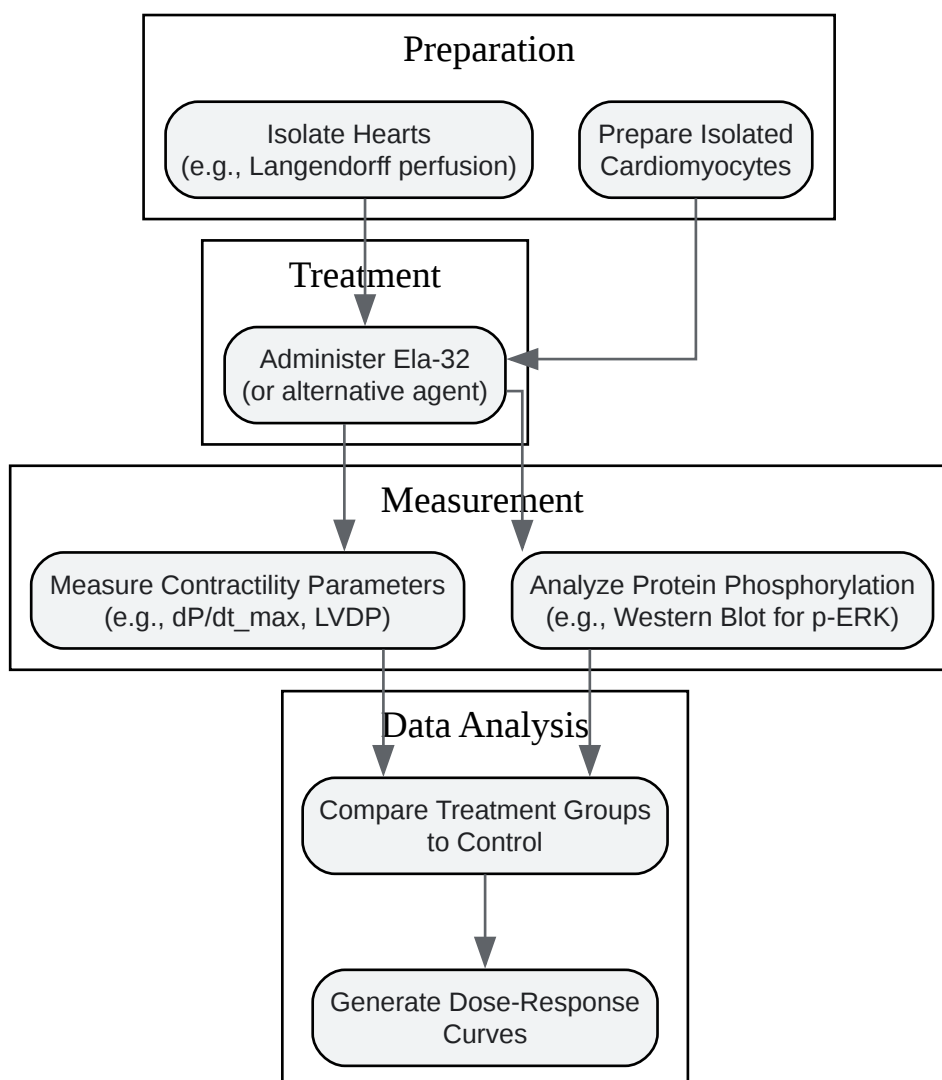 Preparation
Isolate Hearts
(e.g., Langendorff perfusion)
Prepare Isolated
Cardiomyocytes
Treatment
Administer Ela-32
(or alternative agent)
Measurement
Measure Contractility Parameters
(e.g., dP/dt_max, LVDP)
Analyze Protein Phosphorylation
(e.g., Western Blot for p-ERK)
Data Analysis
Compare Treatment Groups
to Control
Generate Dose-Response
Curves